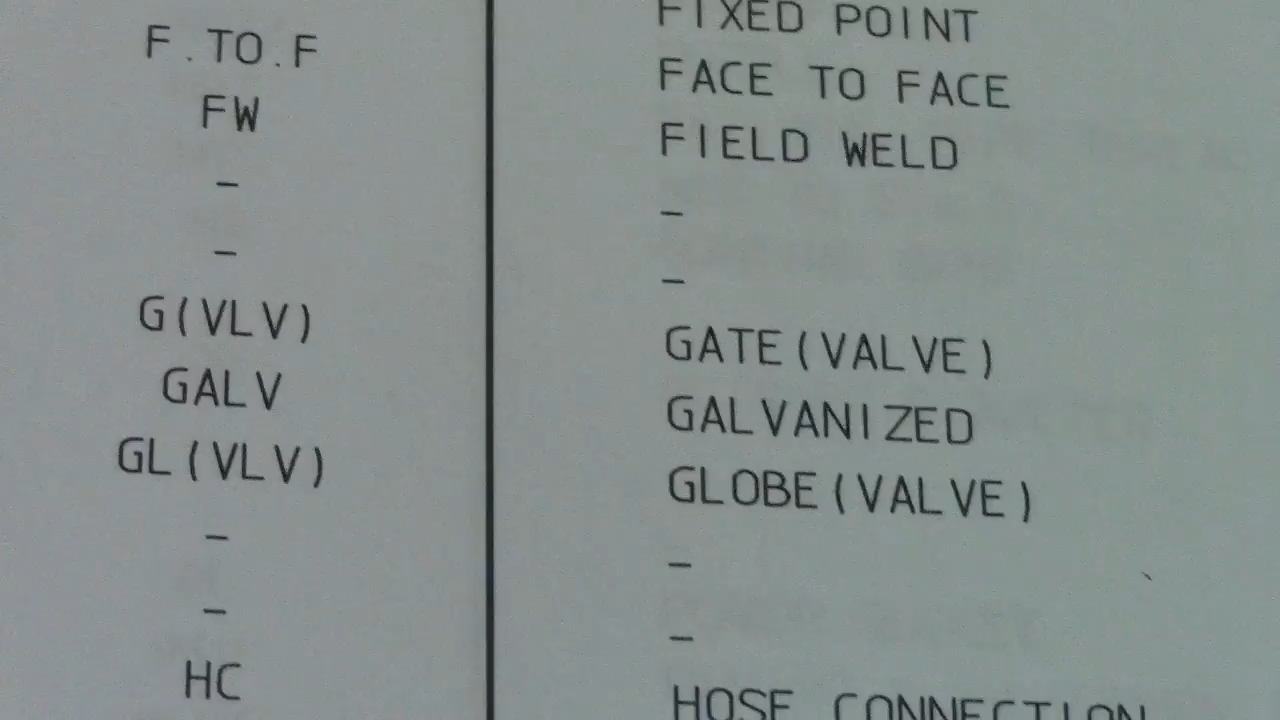 FIXED POINT
F.TO.F FACE TO FACE
FW FIELD WELD
- -
- -
G(VLV) GATE(VALVE)
GALV GALVANIZED
GL(VLV) GLOBE(VALVE)
- -
- -
HC HOSE CONNECTION